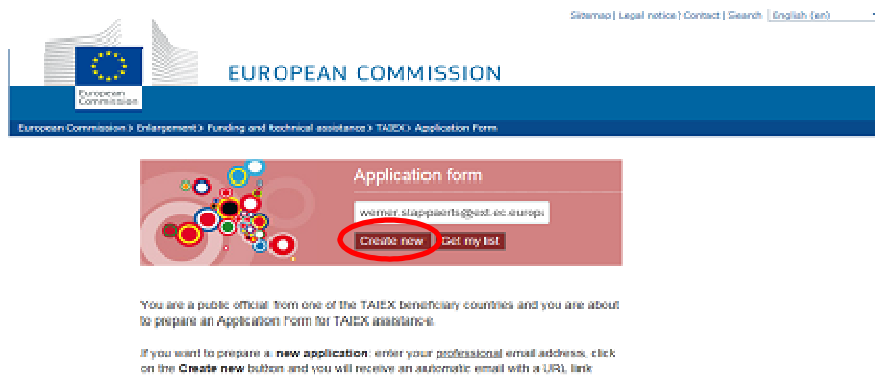 Sitemap | Legal notice | Contact | Search | English (en)
European
Commission
EUROPEAN COMMISSION
European Commission > Enlargement > Funding and technical assistance > TAIEX > Application Form
Application form
werner.slappaerts@ext.ec.europa
Create new Get my list
You are a public official from one of the TAIEX beneficiary countries and you are about
to prepare an Application Form for TAIEX assistance.
If you want to prepare a new application: enter your professional email address, click
on the Create new button and you will receive an automatic email with a URL link